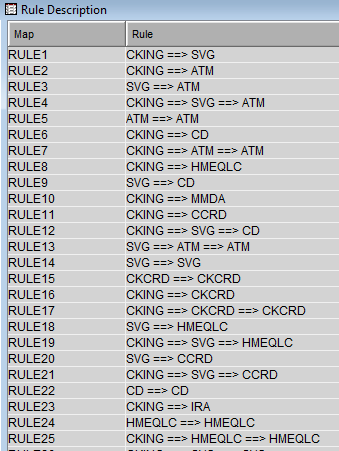 Rule Description
Map Rule
RULE1 CKING ==> SVG
RULE2 CKING ==> ATM
RULE3 SVG ==> ATM
RULE4 CKING ==> SVG ==> ATM
RULE5 ATM ==> ATM
RULE6 CKING ==> CD
RULE7 CKING ==> ATM ==> ATM
RULE8 CKING ==> HMEQLC
RULE9 SVG ==> CD
RULE10 CKING ==> MMDA
RULE11 CKING ==> CCRD
RULE12 CKING ==> SVG ==> CD
RULE13 SVG ==> ATM ==> ATM
RULE14 SVG ==> SVG
RULE15 CKCRD ==> CKCRD
RULE16 CKING ==> CKCRD
RULE17 CKING ==> CKCRD ==> CKCRD
RULE18 SVG ==> HMEQLC
RULE19 CKING ==> SVG ==> HMEQLC
RULE20 SVG ==> CCRD
RULE21 CKING ==> SVG ==> CCRD
RULE22 CD ==> CD
RULE23 CKING ==> IRA
RULE24 HMEQLC ==> HMEQLC
RULE25 CKING ==> HMEQLC ==> HMEQLC